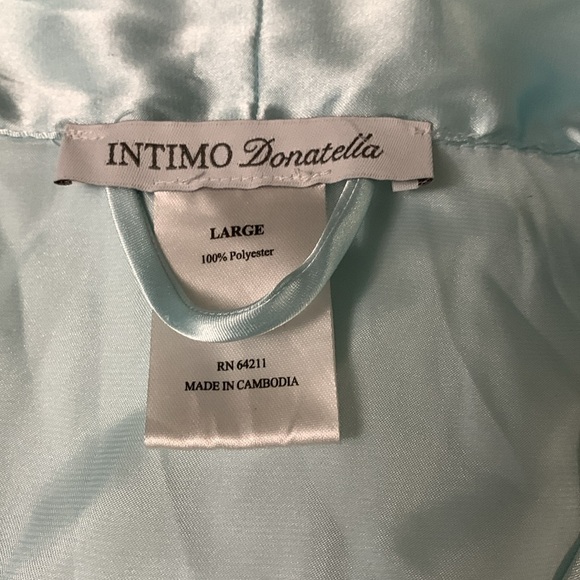 INTIMO Donatella
LARGE
100% Polyester
RN 64211
MADE IN CAMBODIA